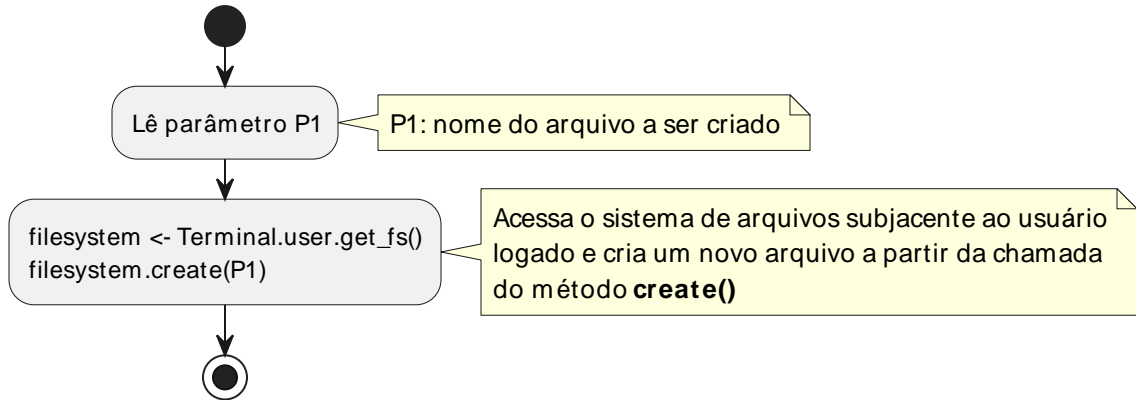 Lê parâmetro P1
P1: nome do arquivo a ser criado
filesystem <- Terminal.user.get_fs()
filesystem.create(P1)
Acessa o sistema de arquivos subjacente ao usuário
logado e cria um novo arquivo a partir da chamada
do método create()